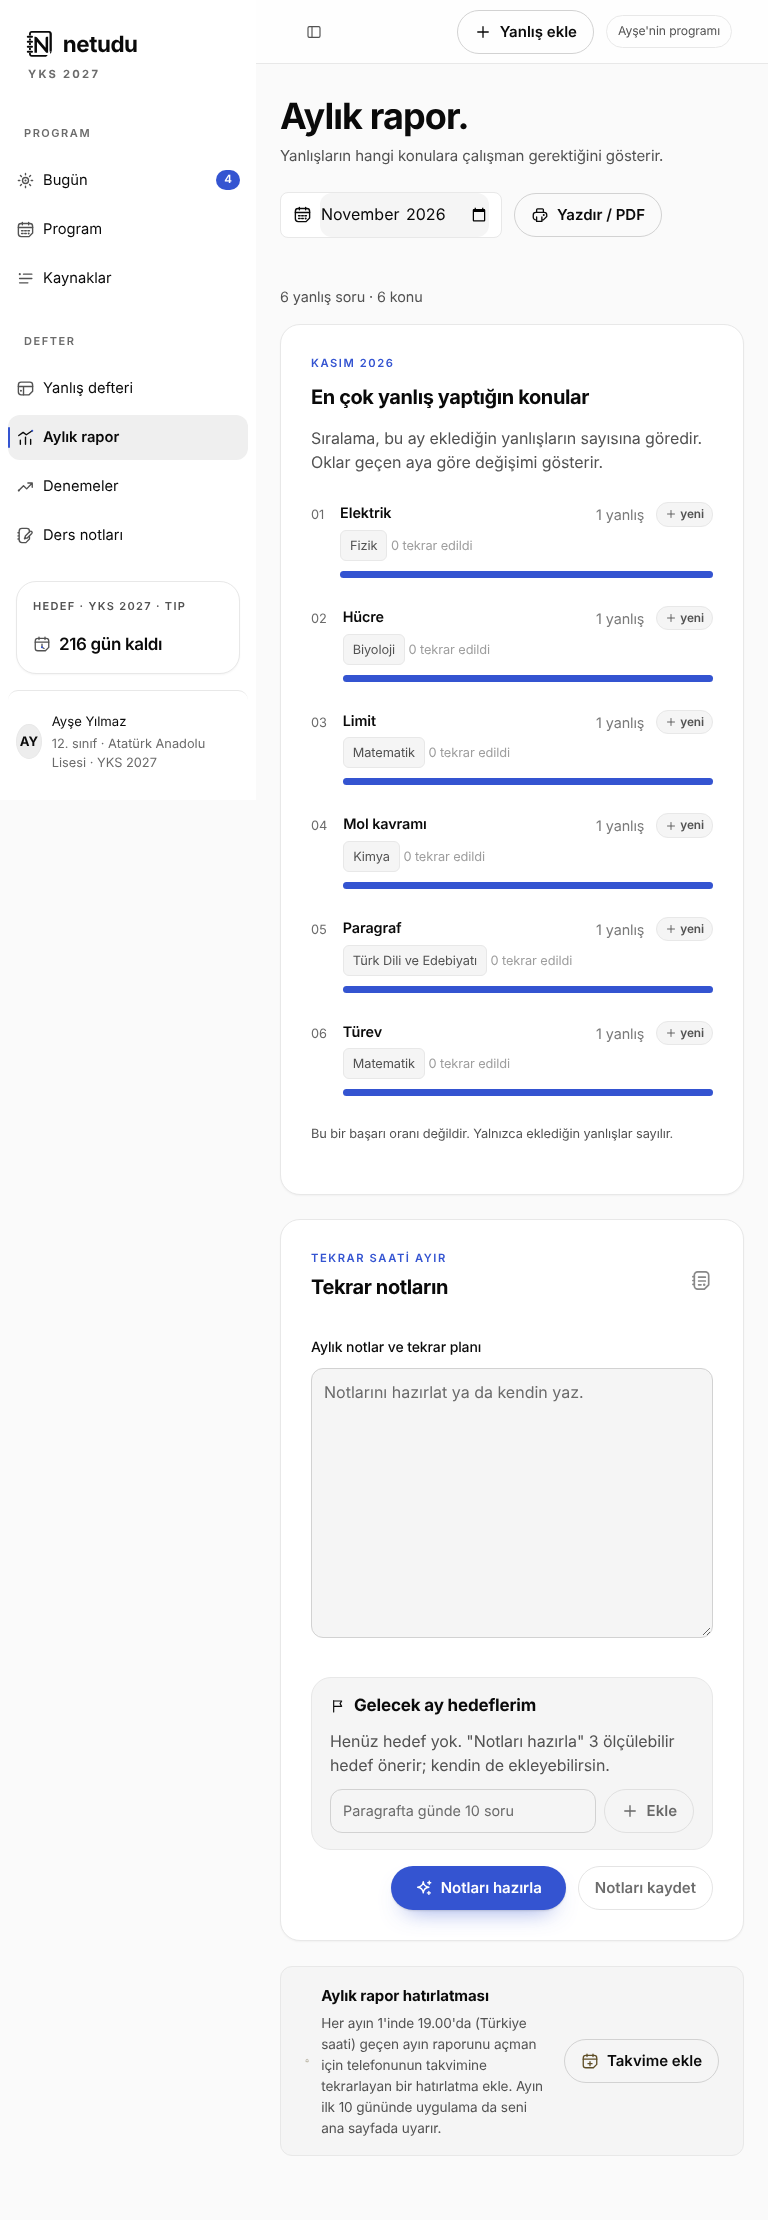 netudu
YKS 2027
PROGRAM
Bugün 4
Program
Kaynaklar
DEFTER
Yanlış defteri
Aylık rapor
Denemeler
Ders notları
HEDEF · YKS 2027 · TIP
216 gün kaldı
AY
Ayşe Yılmaz
12. sınıf · Atatürk Anadolu
Lisesi · YKS 2027
Yanlış ekle
Ayşe'nin programı
Aylık rapor.
Yanlışların hangi konulara çalışman gerektiğini gösterir.
November 2026
Yazdır / PDF
6 yanlış soru · 6 konu
KASIM 2026
En çok yanlış yaptığın konular
Sıralama, bu ay eklediğin yanlışların sayısına göredir.
Oklar geçen aya göre değişimi gösterir.
01 Elektrik 1 yanlış + yeni
Fizik 0 tekrar edildi
02 Hücre 1 yanlış + yeni
Biyoloji 0 tekrar edildi
03 Limit 1 yanlış + yeni
Matematik 0 tekrar edildi
04 Mol kavramı 1 yanlış + yeni
Kimya 0 tekrar edildi
05 Paragraf 1 yanlış + yeni
Türk Dili ve Edebiyatı 0 tekrar edildi
06 Türev 1 yanlış + yeni
Matematik 0 tekrar edildi
Bu bir başarı oranı değildir. Yalnızca eklediğin yanlışlar sayılır.
TEKRAR SAATİ AYIR
Tekrar notların
Aylık notlar ve tekrar planı
Notlarını hazırlat ya da kendin yaz.
Gelecek ay hedeflerim
Henüz hedef yok. "Notları hazırla" 3 ölçülebilir
hedef önerir; kendin de ekleyebilirsin.
Paragrafta günde 10 soru
Ekle
Notları hazırla
Notları kaydet
Aylık rapor hatırlatması
Her ayın 1'inde 19.00'da (Türkiye
saati) geçen ayın raporunu açman
için telefonunun takvimine
tekrarlayan bir hatırlatma ekle. Ayın
ilk 10 gününde uygulama da seni
ana sayfada uyarır.
Takvime ekle